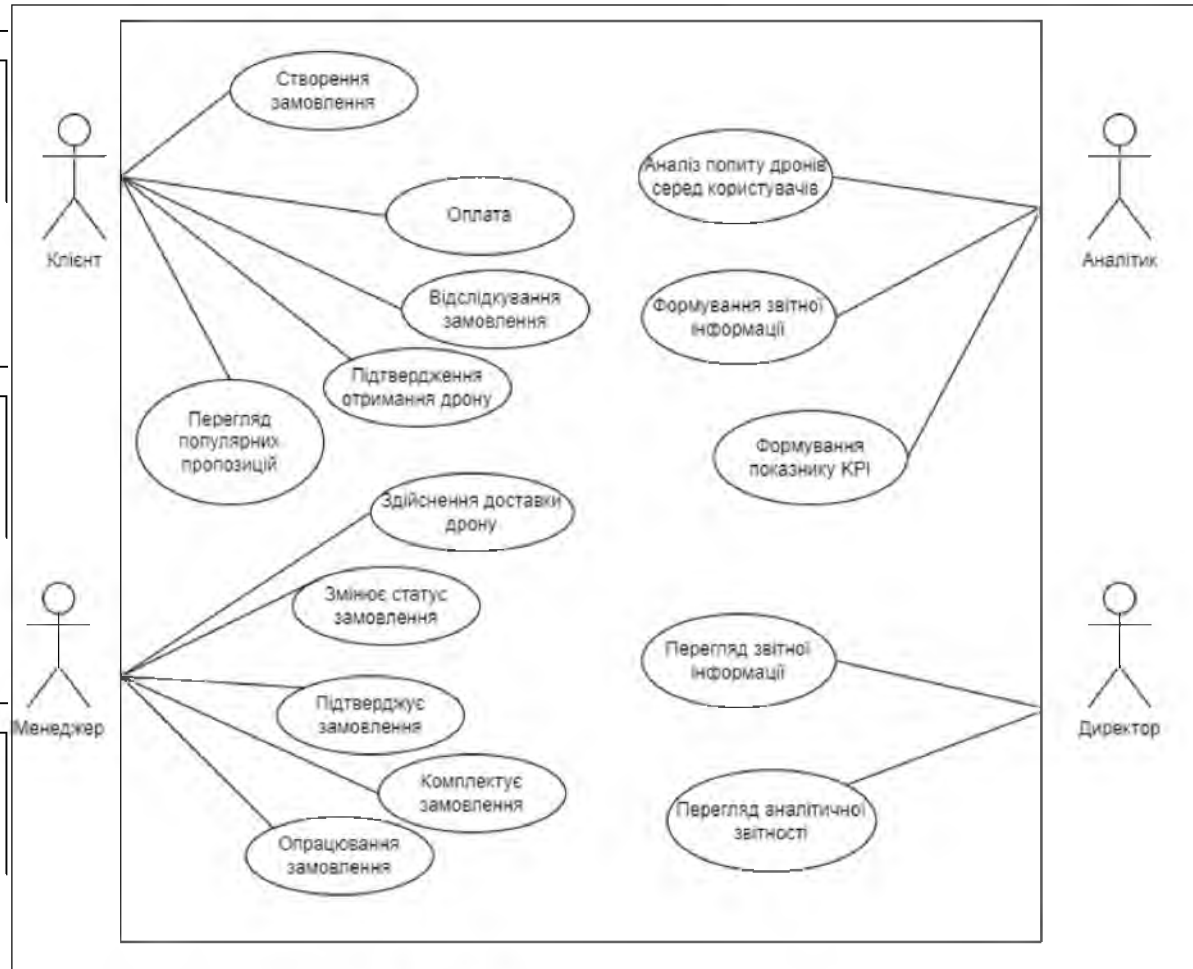 Створення
замовлення
Клієнт
Оплата
Відслідкування
замовлення
Підтвердження
отримання дрону
Перегляд
популярних
пропозицій
Аналіз попиту дронів
серед користувачів
Аналітик
Формування звітної
інформації
Формування
показнику KPI
Здійснення доставки
дрону
Змінює статус
замовлення
Менеджер
Підтверджує
замовлення
Комплектує
замовлення
Опрацювання
замовлення
Перегляд звітної
інформації
Директор
Перегляд аналітичної
звітності